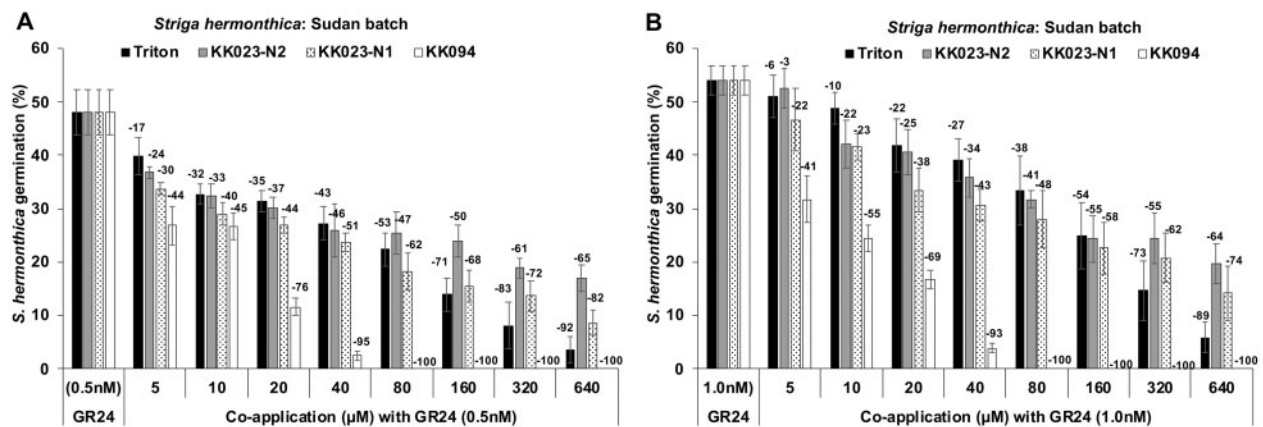 A
Striga hermonthica: Sudan batch
Triton KK023-N2 KK023-N1 KK094
S. hermonthica germination (%)
60
50
40
30
20
10
0
-17 -24 -30 -44
-32 -33 -40 -45
-35 -37 -44 -76
-43 -46 -51 -95
-53 -47 -62 -100
-71 -50 -68 -100
-83 -61 -72 -100
-92 -65 -82 -100
(0.5nM) 5 10 20 40 80 160 320 640
GR24 Co-application (µM) with GR24 (0.5nM)
B
Striga hermonthica: Sudan batch
Triton KK023-N2 KK023-N1 KK094
S. hermonthica germination (%)
60
50
40
30
20
10
0
-6 -3 -22 -41
-10 -22 -23 -55
-22 -25 -38 -69
-27 -34 -43 -93
-38 -41 -48 -100
-54 -55 -58 -100
-73 -55 -62 -100
-89 -64 -74 -100
1.0nM) 5 10 20 40 80 160 320 640
GR24 Co-application (µM) with GR24 (1.0nM)